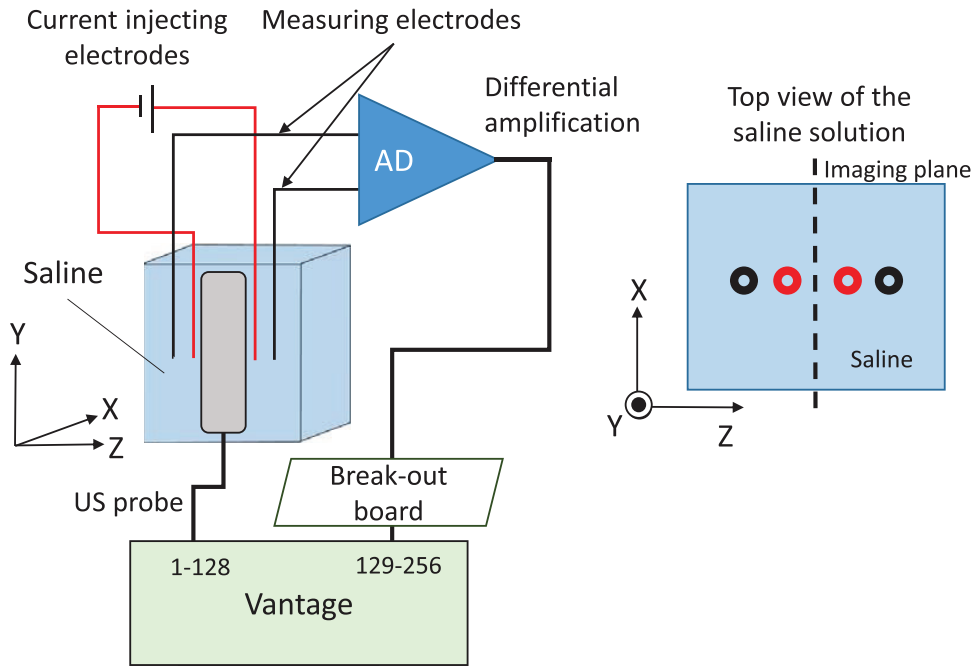 Current injecting
electrodes
Measuring electrodes
Differential
amplification
AD
Saline
Y
X
Z
US probe
Break-out
board
1-128
129-256
Vantage
Top view of the
saline solution
Imaging plane
X
Saline
Y
Z